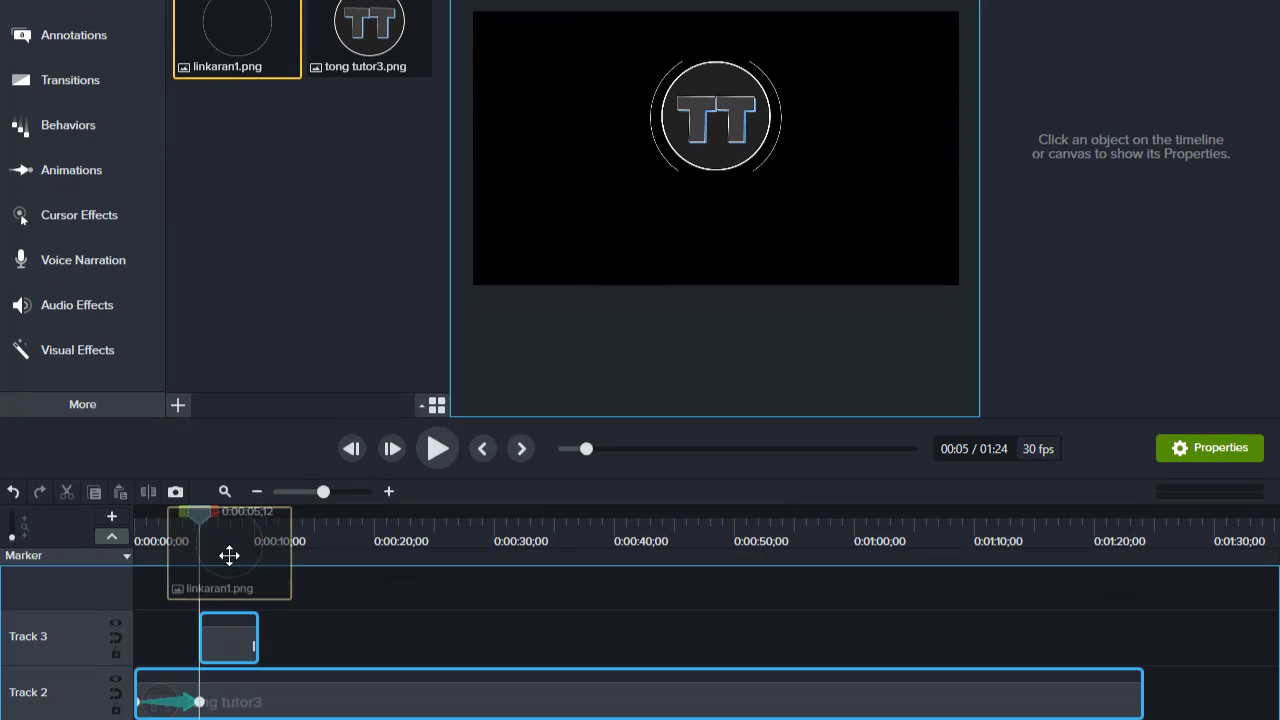 Annotations
Transitions
Behaviors
Animations
Cursor Effects
Voice Narration
Audio Effects
Visual Effects
More
linkaran1.png
tong tutor3.png
TT
TT
Click an object on the timeline
or canvas to show its Properties.
00:05 / 01:24
30 fps
Properties
0:00:05;12
0:00:00;00
0:00:10;00
0:00:20;00
0:00:30;00
0:00:40;00
0:00:50;00
0:01:00;00
0:01:10;00
0:01:20;00
0:01:30;00
Marker
linkaran1.png
Track 3
Track 2
ng tutor3